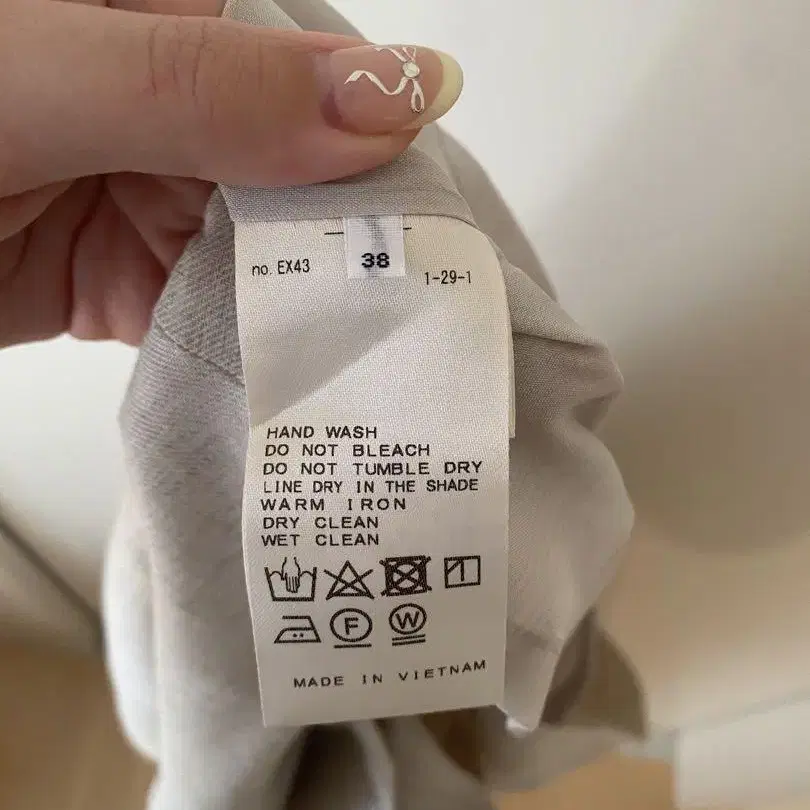 no. EX43
38
1-29-1
HAND WASH
DO NOT BLEACH
DO NOT TUMBLE DRY
LINE DRY IN THE SHADE
WARM IRON
DRY CLEAN
WET CLEAN
F W
MADE IN VIETNAM